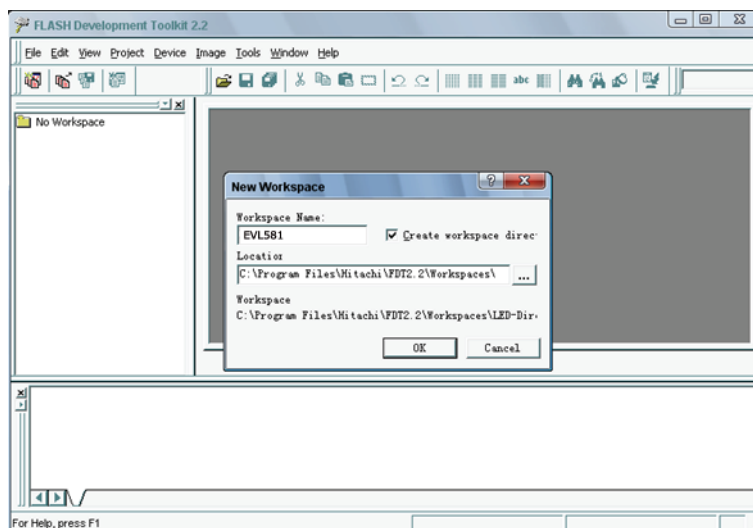 FLASH Development Toolkit 2.2
File Edit View Project Device Image Tools Window Help
abc
No Workspace
New Workspace
Workspace Name:
EVL581
Create workspace direc
Locatior
C:\Program Files\Hitachi\FDT2.2\Workspaces\
...
Workspace
C:\Program Files\Hitachi\FDT2.2\Workspaces\LED-Dir
OK Cancel
For Help, press F1